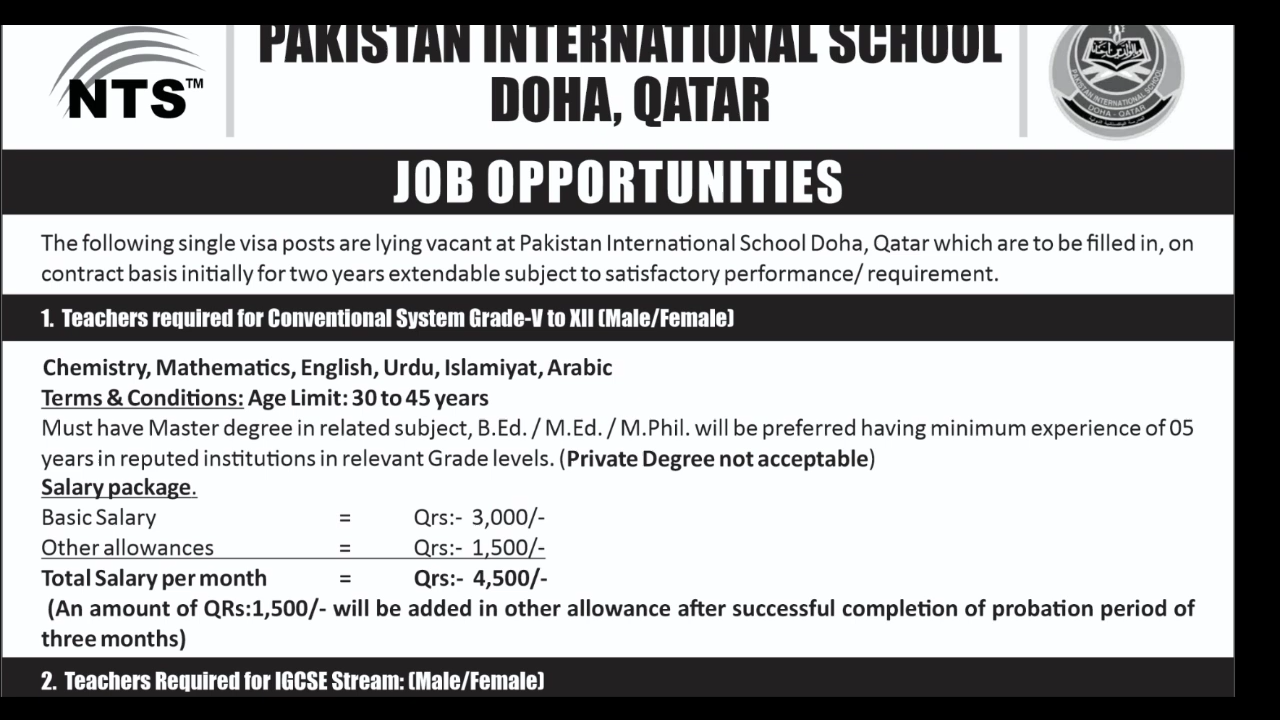 NTS™
PAKISTAN INTERNATIONAL SCHOOL
DOHA, QATAR
PAKISTAN INTERNATIONAL SCHOOL
DOHA - QATAR
JOB OPPORTUNITIES
The following single visa posts are lying vacant at Pakistan International School Doha, Qatar which are to be filled in, on
contract basis initially for two years extendable subject to satisfactory performance/ requirement.
1. Teachers required for Conventional System Grade-V to XII (Male/Female)
Chemistry, Mathematics, English, Urdu, Islamiyat, Arabic
Terms & Conditions: Age Limit: 30 to 45 years
Must have Master degree in related subject, B.Ed. / M.Ed. / M.Phil. will be preferred having minimum experience of 05
years in reputed institutions in relevant Grade levels. (Private Degree not acceptable)
Salary package.
Basic Salary = Qrs:- 3,000/-
Other allowances = Qrs:- 1,500/-
Total Salary per month = Qrs:- 4,500/-
(An amount of QRs:1,500/- will be added in other allowance after successful completion of probation period of
three months)
2. Teachers Required for IGCSE Stream: (Male/Female)